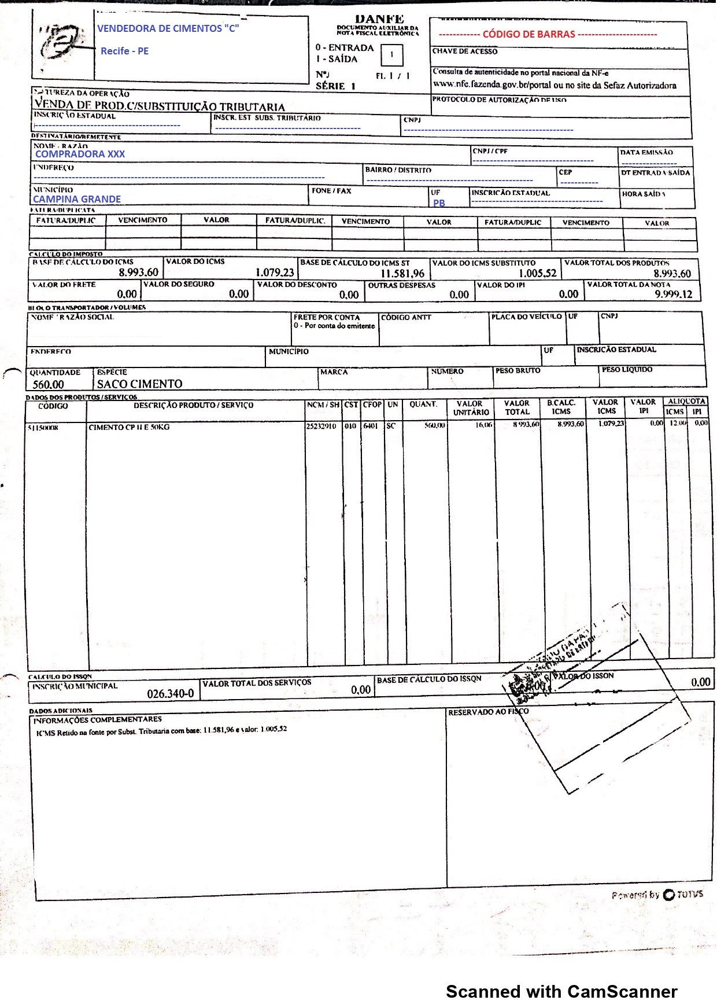 VENDEDORA DE CIMENTOS "C"
Recife - PE
DANFE
DOCUMENTO AUXILIAR DA
NOTA FISCAL ELETRÔNICA
0 - ENTRADA
1 - SAÍDA
1
Nº
FL. 1 / 1
SÉRIE 1
------------ CÓDIGO DE BARRAS -----------------------
CHAVE DE ACESSO
Consulta de autenticidade no portal nacional da NF-e
www.nfe.fazenda.gov.br/portal ou no site da Sefaz Autorizadora
NATUREZA DA OPERAÇÃO
VENDA DE PROD.C/SUBSTITUIÇÃO TRIBUTARIA
PROTOCOLO DE AUTORIZAÇÃO DE USO
INSCRIÇÃO ESTADUAL
INSCR. EST SUBS. TRIBUTÁRIO
CNPJ
DESTINATÁRIO/REMETENTE
NOME - RAZÃO
COMPRADORA XXX
CNPJ / CPF
DATA EMISSÃO
ENDEREÇO
BAIRRO / DISTRITO
CEP
DT ENTRADA SAÍDA
MUNICÍPIO
CAMPINA GRANDE
FONE / FAX
UF
PB
INSCRICÃO ESTADUAL
HORA SAÍDA
FATURA/DUPLICATA
FATURA/DUPLIC VENCIMENTO VALOR FATURA/DUPLIC. VENCIMENTO VALOR FATURA/DUPLIC VENCIMENTO VALOR
CALCULO DO IMPOSTO
BASE DE CÁLCULO DO ICMS VALOR DO ICMS BASE DE CÁLCULO DO ICMS ST VALOR DO ICMS SUBSTITUTO VALOR TOTAL DOS PRODUTOS
8.993.60 1.079,23 11.581,96 1.005,52 8.993.60
VALOR DO FRETE VALOR DO SEGURO VALOR DO DESCONTO OUTRAS DESPESAS VALOR DO IPI VALOR TOTAL DA NOTA
0.00 0.00 0,00 0.00 0.00 9.999.12
BLOCO TRANSPORTADOR / VOLUMES
NOME / RAZÃO SOCIAL
FRETE POR CONTA
0 - Por conta do emitente
CÓDIGO ANTT
PLACA DO VEÍCULO
UF
CNPJ
ENDEREÇO
MUNICÍPIO
UF
INSCRICÃO ESTADUAL
QUANTIDADE ESPÉCIE MARCA NÚMERO PESO BRUTO PESO LÍQUIDO
560.00 SACO CIMENTO
DADOS DOS PRODUTOS / SERVIÇOS
CÓDIGO DESCRIÇÃO PRODUTO / SERVIÇO NCM / SH CST CFOP UN QUANT. VALOR UNITÁRIO VALOR TOTAL B.CALC. ICMS VALOR ICMS VALOR IPI ALIQUOTA ICMS IPI
51150008 CIMENTO CP II E 50KG 25232910 010 6401 SC 560,00 16,06 8 993,60 8.993,60 1.079,23 0,00 12.00 0,00
CALCULO DO ISSQN
INSCRIÇÃO MUNICIPAL VALOR TOTAL DOS SERVIÇOS BASE DE CÁLCULO DO ISSQN VALOR DO ISSQN
026.340-0 0,00 0.00
DADOS ADICIONAIS
INFORMAÇÕES COMPLEMENTARES
ICMS Retido na fonte por Subst. Tributaria com base: 11.581,96 e valor: 1.005,52
RESERVADO AO FISCO
Powered by TOTVS
Scanned with CamScanner